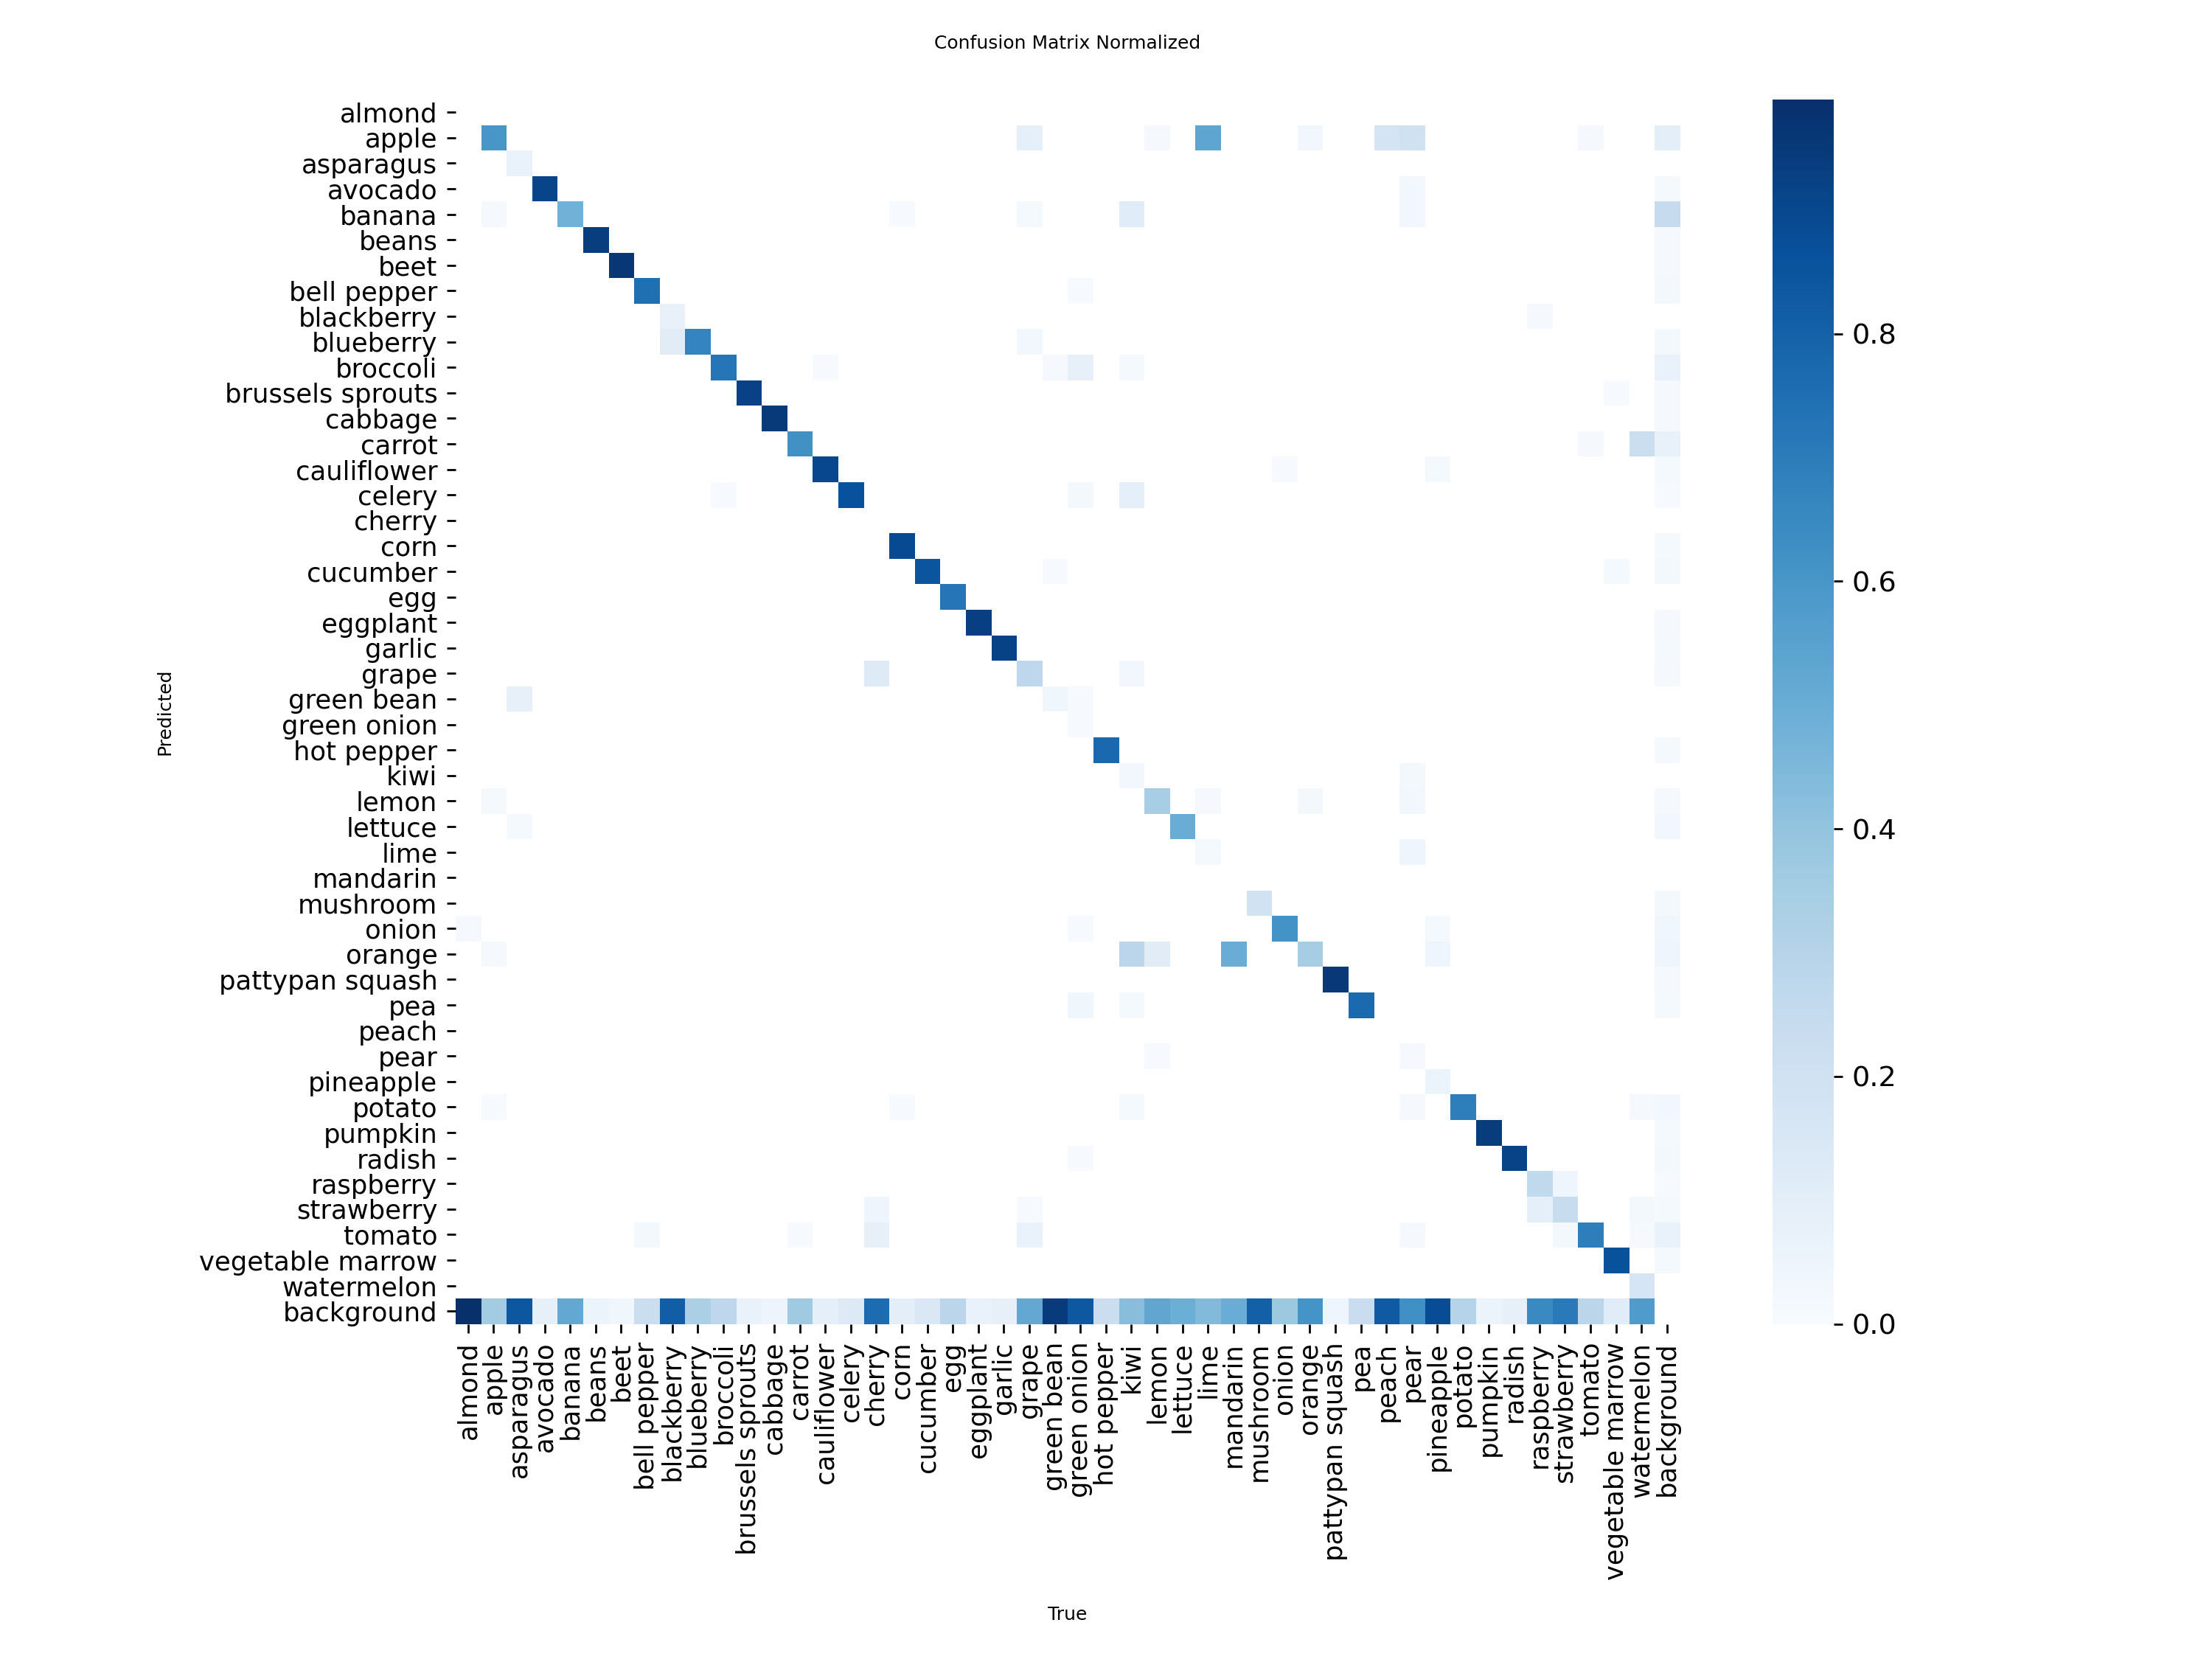 Confusion Matrix Normalized
almond
apple
asparagus
avocado
banana
beans
beet
bell pepper
blackberry
blueberry
broccoli
brussels sprouts
cabbage
carrot
cauliflower
celery
cherry
corn
cucumber
egg
eggplant
garlic
grape
green bean
green onion
hot pepper
kiwi
lemon
lettuce
lime
mandarin
mushroom
onion
orange
pattypan squash
pea
peach
pear
pineapple
potato
pumpkin
radish
raspberry
strawberry
tomato
vegetable marrow
watermelon
background
Predicted
almond
apple
asparagus
avocado
banana
beans
beet
bell pepper
blackberry
blueberry
broccoli
brussels sprouts
cabbage
carrot
cauliflower
celery
cherry
corn
cucumber
egg
eggplant
garlic
grape
green bean
green onion
hot pepper
kiwi
lemon
lettuce
lime
mandarin
mushroom
onion
orange
pattypan squash
pea
peach
pear
pineapple
potato
pumpkin
radish
raspberry
strawberry
tomato
vegetable marrow
watermelon
background
True
0.8
0.6
0.4
0.2
0.0